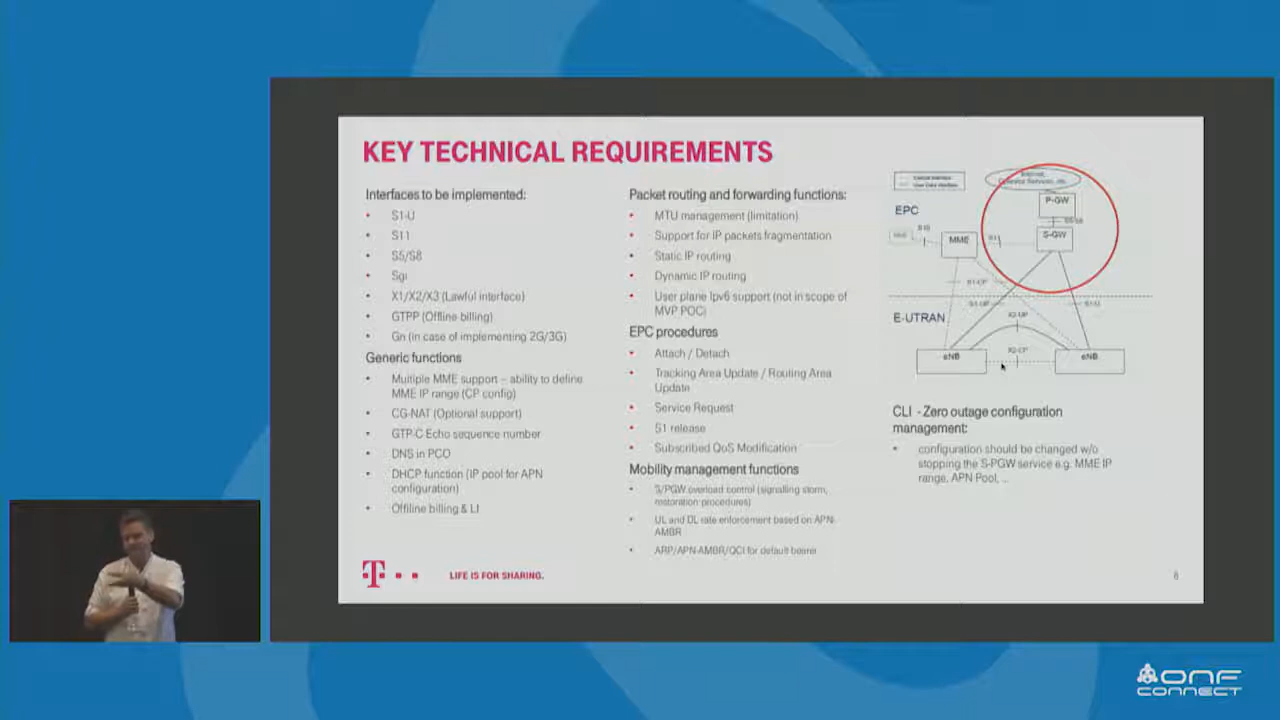 KEY TECHNICAL REQUIREMENTS
Interfaces to be implemented:
• S1-U
• S11
• S5/S8
• Sgi
• X1/X2/X3 (Lawful interface)
• GTPP (Offline billing)
• Gn (in case of implementing 2G/3G)
Generic functions
• Multiple MME support – ability to define
MME IP range (CP config)
• CG-NAT (Optional support)
• GTP-C Echo sequence number
• DNS in PCO
• DHCP function (IP pool for APN
configuration)
• Offline billing & LI
Packet routing and forwarding functions:
• MTU management (limitation)
• Support for IP packets fragmentation
• Static IP routing
• Dynamic IP routing
• User plane Ipv6 support (not in scope of
MVP POC)
EPC procedures
• Attach / Detach
• Tracking Area Update / Routing Area
Update
• Service Request
• S1 release
• Subscribed QoS Modification
Mobility management functions
• S/PGW overload control (signalling storm,
restoration procedures)
• UL and DL rate enforcement based on APN-
AMBR
• ARP/APN-AMBR/QCI for default bearer
P-GW
EPC
S-GW
MME
S11
E-UTRAN
X2-UP
X2-CP
eNB
eNB
CLI - Zero outage configuration
management:
• configuration should be changed w/o
stopping the S-PGW service e.g. MME IP
range, APN Pool, ...
T
LIFE IS FOR SHARING.
8
ONF
CONNECT